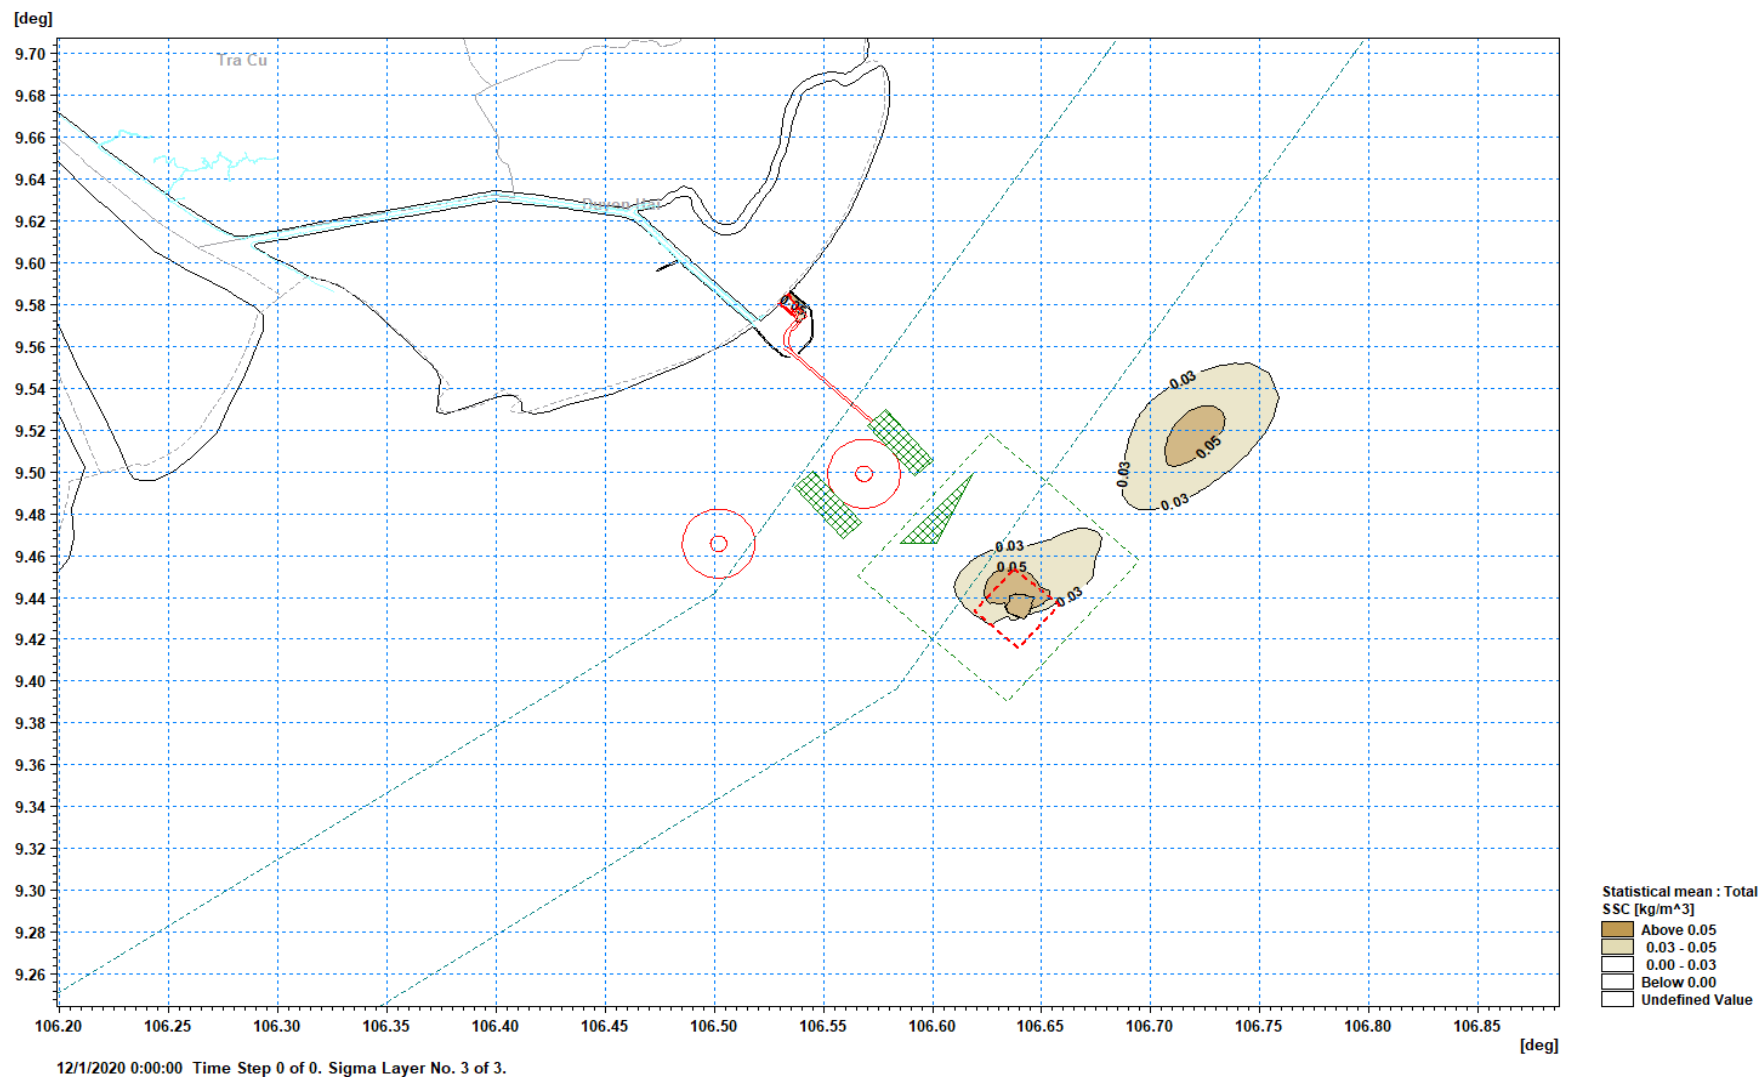 [deg]
9.70
9.68
9.66
9.64
9.62
9.60
9.58
9.56
9.54
9.52
9.50
9.48
9.46
9.44
9.42
9.40
9.38
9.36
9.34
9.32
9.30
9.28
9.26
Tra Cu
0.05
0.03
0.05
0.03
0.03
0.03
0.05
0.03
106.20 106.25 106.30 106.35 106.40 106.45 106.50 106.55 106.60 106.65 106.70 106.75 106.80 106.85
[deg]
Statistical mean : Total
SSC [kg/m^3]
Above 0.05
0.03 - 0.05
0.00 - 0.03
Below 0.00
Undefined Value
12/1/2020 0:00:00 Time Step 0 of 0. Sigma Layer No. 3 of 3.